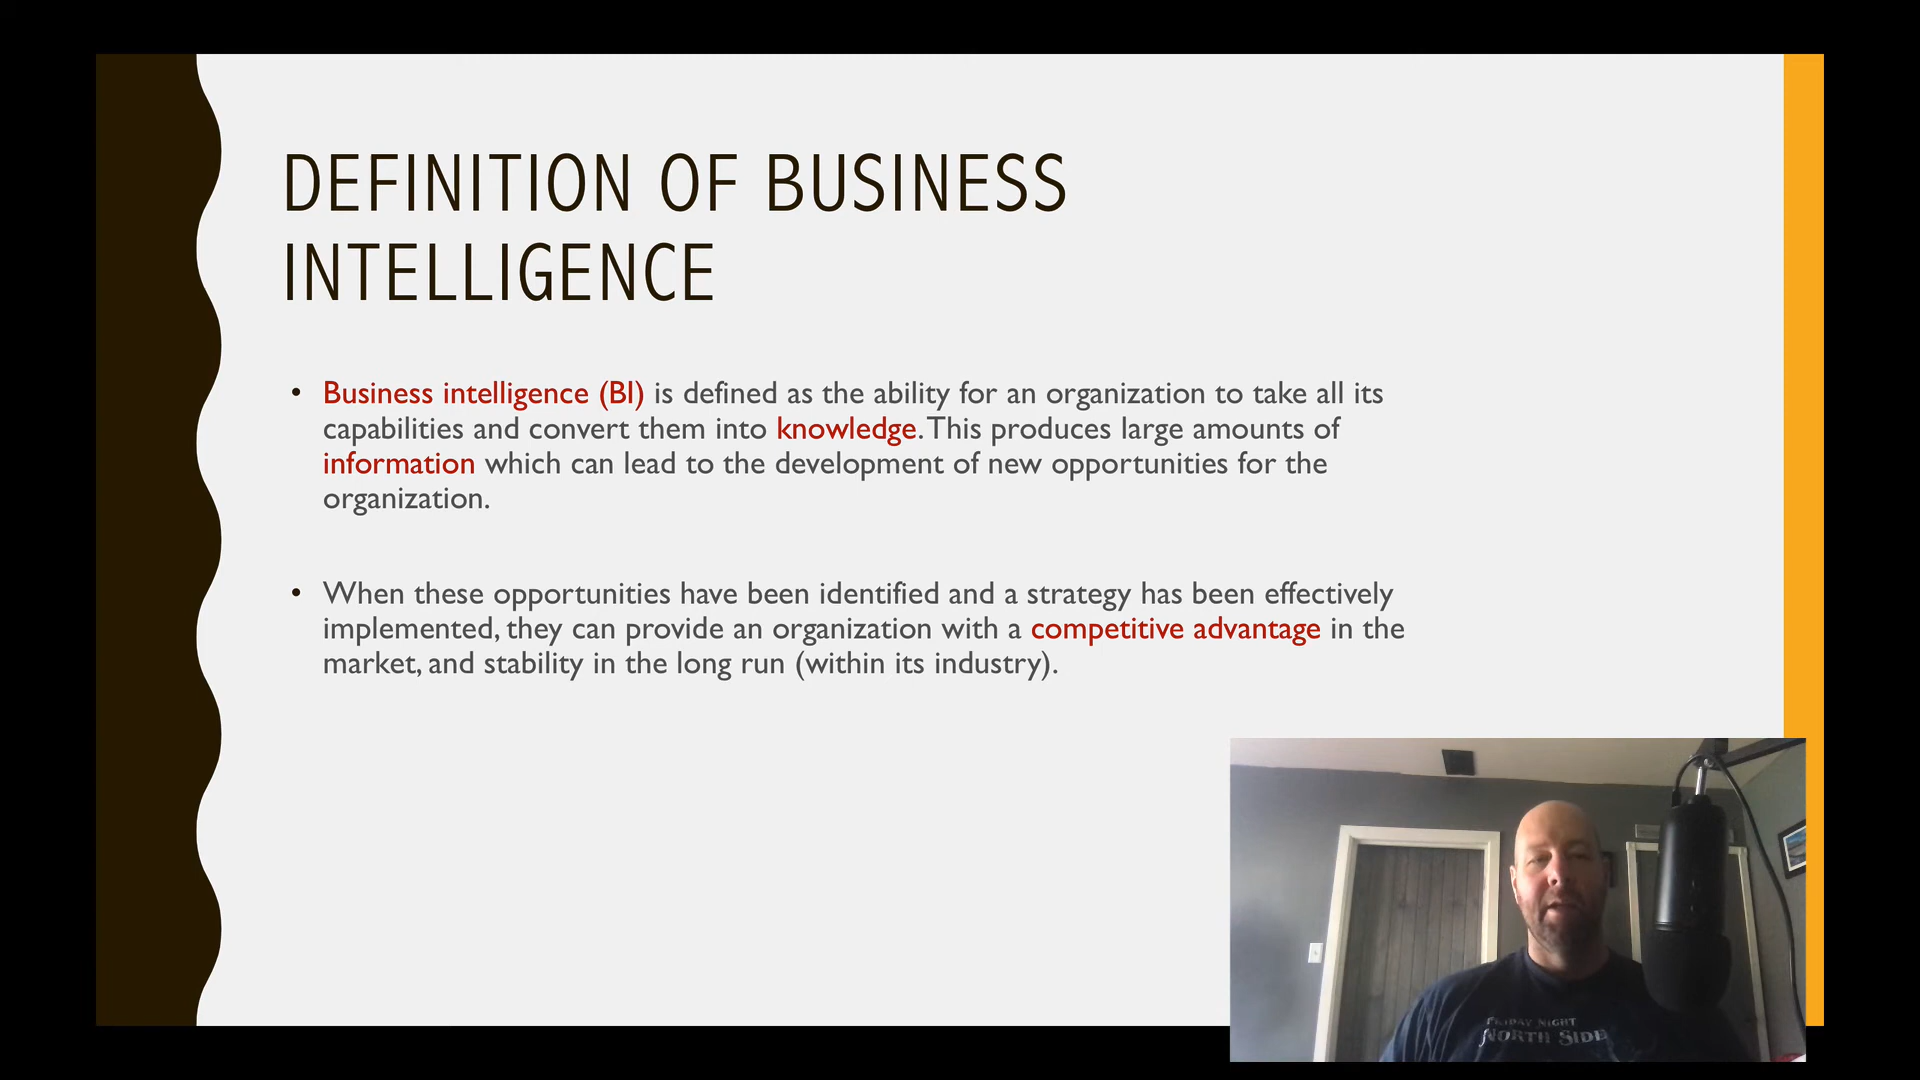 DEFINITION OF BUSINESS
INTELLIGENCE
• Business intelligence (BI) is defined as the ability for an organization to take all its
capabilities and convert them into knowledge. This produces large amounts of
information which can lead to the development of new opportunities for the
organization.
• When these opportunities have been identified and a strategy has been effectively
implemented, they can provide an organization with a competitive advantage in the
market, and stability in the long run (within its industry).
FRIDAY NIGHT
NORTH SIDE